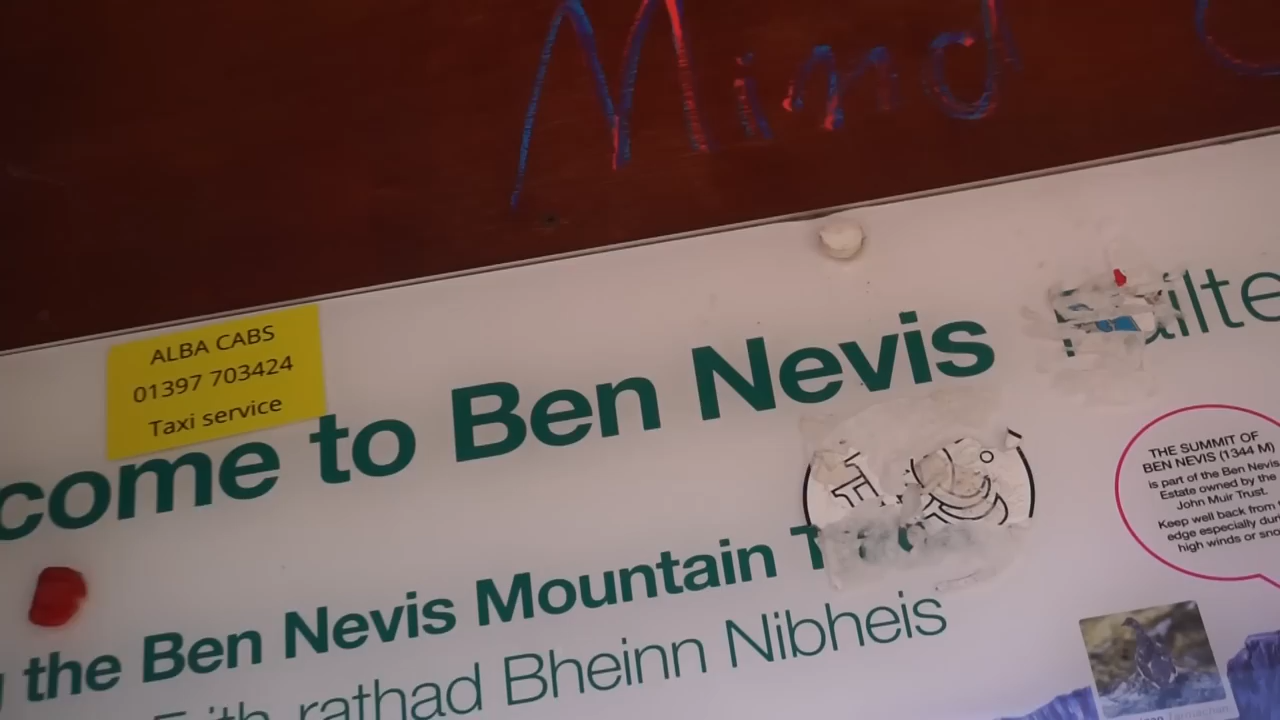 Mind
ALBA CABS
01397 703424
Taxi service
come to Ben Nevis
ilte
THE SUMMIT OF
BEN NEVIS (1344 M)
is part of the Ben Nevis
Estate owned by the
John Muir Trust.
Keep well back from
edge especially
high winds or
the Ben Nevis Mountain
rathad Bheinn Nibheis